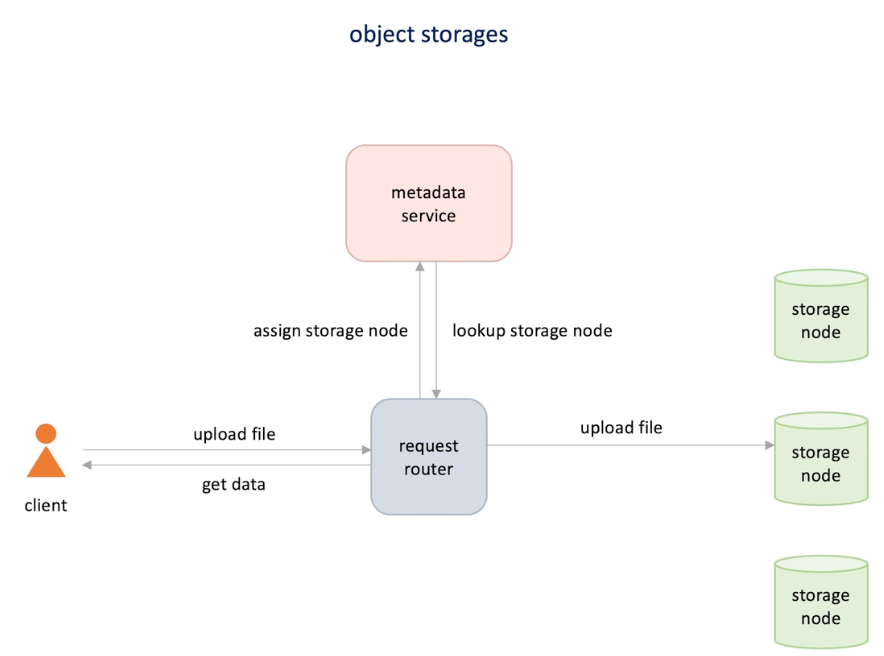 object storages
metadata
service
assign storage node
lookup storage node
storage
node
upload file
get data
client
request
router
upload file
storage
node
storage
node